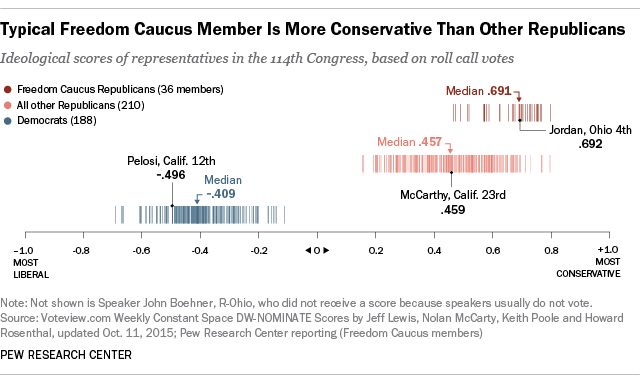 Typical Freedom Caucus Member Is More Conservative Than Other Republicans
Ideological scores of representatives in the 114th Congress, based on roll call votes
Freedom Caucus Republicans (36 members)
All other Republicans (210)
Democrats (188)
Median .691
Jordan, Ohio 4th
.692
Median .457
McCarthy, Calif. 23rd
.459
Pelosi, Calif. 12th
–.496
Median
–.409
–1.0
-0.8
-0.6
-0.4
-0.2
◄► 0
0.2
0.4
0.6
0.8
+1.0
MOST
LIBERAL
MOST
CONSERVATIVE
Note: Not shown is Speaker John Boehner, R-Ohio, who did not receive a score because speakers usually do not vote.
Source: Voteview.com Weekly Constant Space DW-NOMINATE Scores by Jeff Lewis, Nolan McCarty, Keith Poole and Howard
Rosenthal, updated Oct. 11, 2015; Pew Research Center reporting (Freedom Caucus members)
PEW RESEARCH CENTER